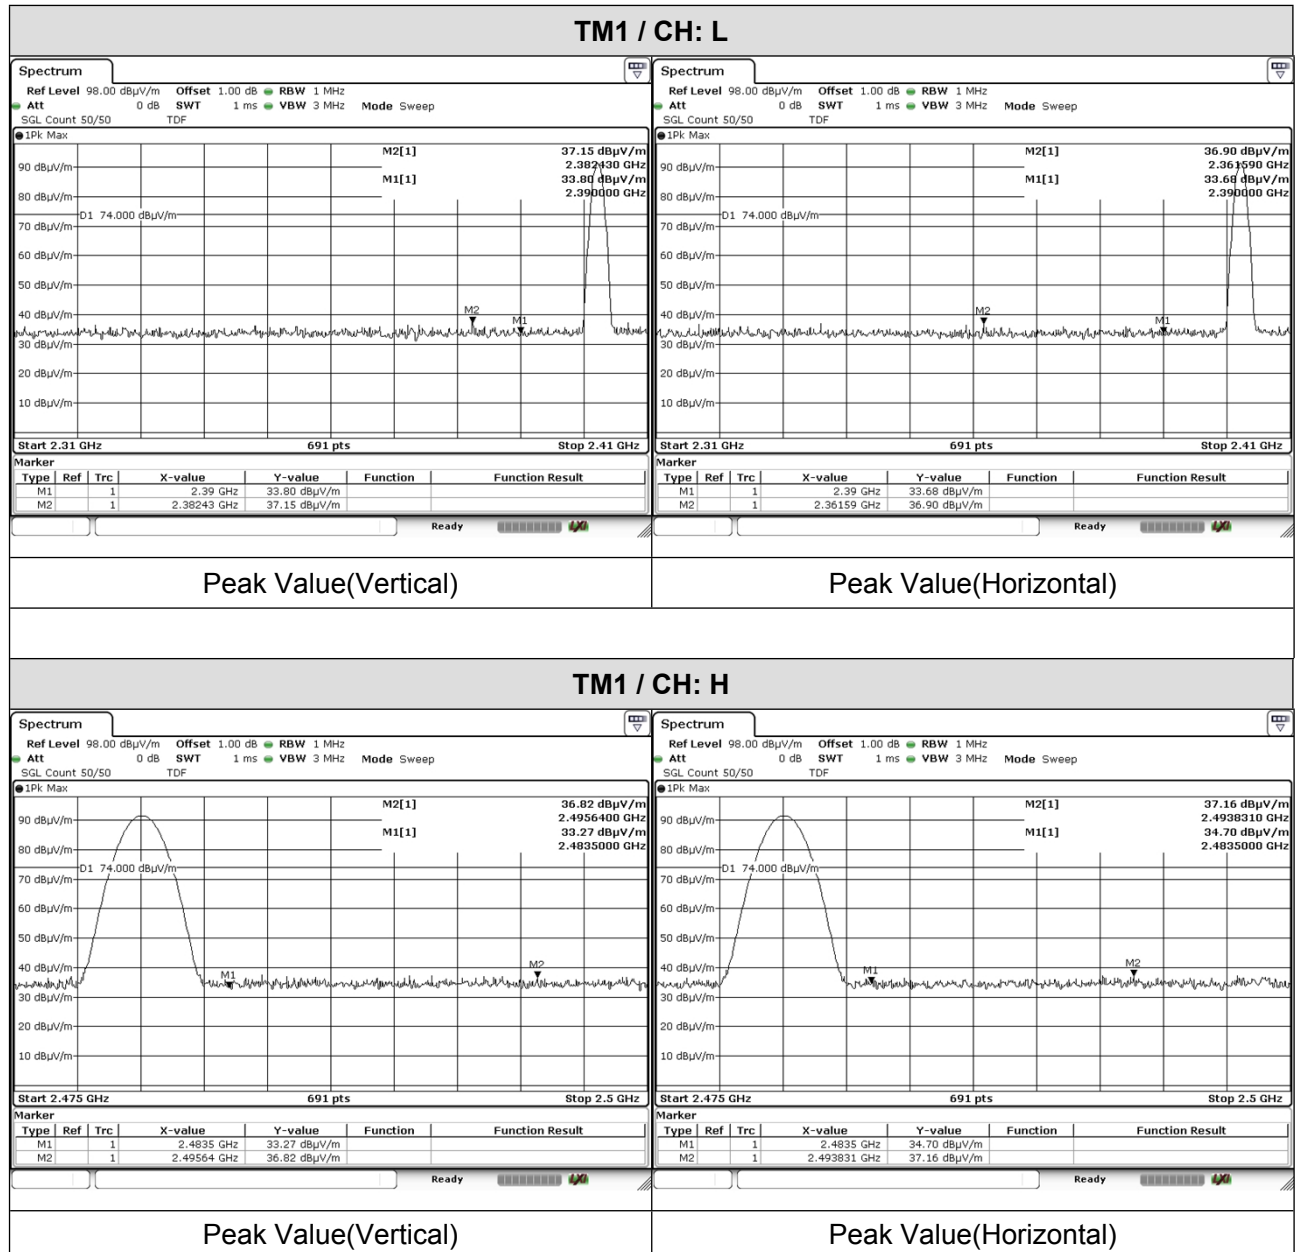 TM1 / CH: L
Spectrum
Ref Level 98.00 dBµV/m Offset 1.00 dB RBW 1 MHz
Att 0 dB SWT 1 ms VBW 3 MHz Mode Sweep
SGL Count 50/50 TDF
1Pk Max
M2[1] 37.15 dBµV/m
2.382430 GHz
90 dBµV/m
M1[1] 33.80 dBµV/m
2.390000 GHz
80 dBµV/m
D1 74.000 dBµV/m
70 dBµV/m
60 dBµV/m
50 dBµV/m
40 dBµV/m
M2
M1
30 dBµV/m
20 dBµV/m
10 dBµV/m
Start 2.31 GHz 691 pts Stop 2.41 GHz
Marker
Type Ref Trc X-value Y-value Function Function Result
M1 1 2.39 GHz 33.80 dBµV/m
M2 1 2.38243 GHz 37.15 dBµV/m
Ready
Peak Value(Vertical)
Spectrum
Ref Level 98.00 dBµV/m Offset 1.00 dB RBW 1 MHz
Att 0 dB SWT 1 ms VBW 3 MHz Mode Sweep
SGL Count 50/50 TDF
1Pk Max
M2[1] 36.90 dBµV/m
2.361590 GHz
90 dBµV/m
M1[1] 33.68 dBµV/m
2.390000 GHz
80 dBµV/m
D1 74.000 dBµV/m
70 dBµV/m
60 dBµV/m
50 dBµV/m
40 dBµV/m
M2
M1
30 dBµV/m
20 dBµV/m
10 dBµV/m
Start 2.31 GHz 691 pts Stop 2.41 GHz
Marker
Type Ref Trc X-value Y-value Function Function Result
M1 1 2.39 GHz 33.68 dBµV/m
M2 1 2.36159 GHz 36.90 dBµV/m
Ready
Peak Value(Horizontal)
TM1 / CH: H
Spectrum
Ref Level 98.00 dBµV/m Offset 1.00 dB RBW 1 MHz
Att 0 dB SWT 1 ms VBW 3 MHz Mode Sweep
SGL Count 50/50 TDF
1Pk Max
M2[1] 36.82 dBµV/m
2.4956400 GHz
90 dBµV/m
M1[1] 33.27 dBµV/m
2.4835000 GHz
80 dBµV/m
D1 74.000 dBµV/m
70 dBµV/m
60 dBµV/m
50 dBµV/m
40 dBµV/m
M1
M2
30 dBµV/m
20 dBµV/m
10 dBµV/m
Start 2.475 GHz 691 pts Stop 2.5 GHz
Marker
Type Ref Trc X-value Y-value Function Function Result
M1 1 2.4835 GHz 33.27 dBµV/m
M2 1 2.49564 GHz 36.82 dBµV/m
Ready
Peak Value(Vertical)
Spectrum
Ref Level 98.00 dBµV/m Offset 1.00 dB RBW 1 MHz
Att 0 dB SWT 1 ms VBW 3 MHz Mode Sweep
SGL Count 50/50 TDF
1Pk Max
M2[1] 37.16 dBµV/m
2.4938310 GHz
90 dBµV/m
M1[1] 34.70 dBµV/m
2.4835000 GHz
80 dBµV/m
D1 74.000 dBµV/m
70 dBµV/m
60 dBµV/m
50 dBµV/m
40 dBµV/m
M1
M2
30 dBµV/m
20 dBµV/m
10 dBµV/m
Start 2.475 GHz 691 pts Stop 2.5 GHz
Marker
Type Ref Trc X-value Y-value Function Function Result
M1 1 2.4835 GHz 34.70 dBµV/m
M2 1 2.493831 GHz 37.16 dBµV/m
Ready
Peak Value(Horizontal)